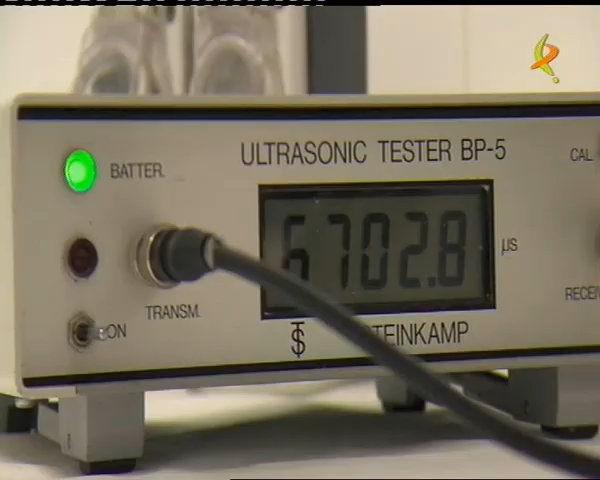 ULTRASONIC TESTER BP-5
BATTER.
CAL.
6702.8 µs
TRANSM.
ON
TEINKAMP